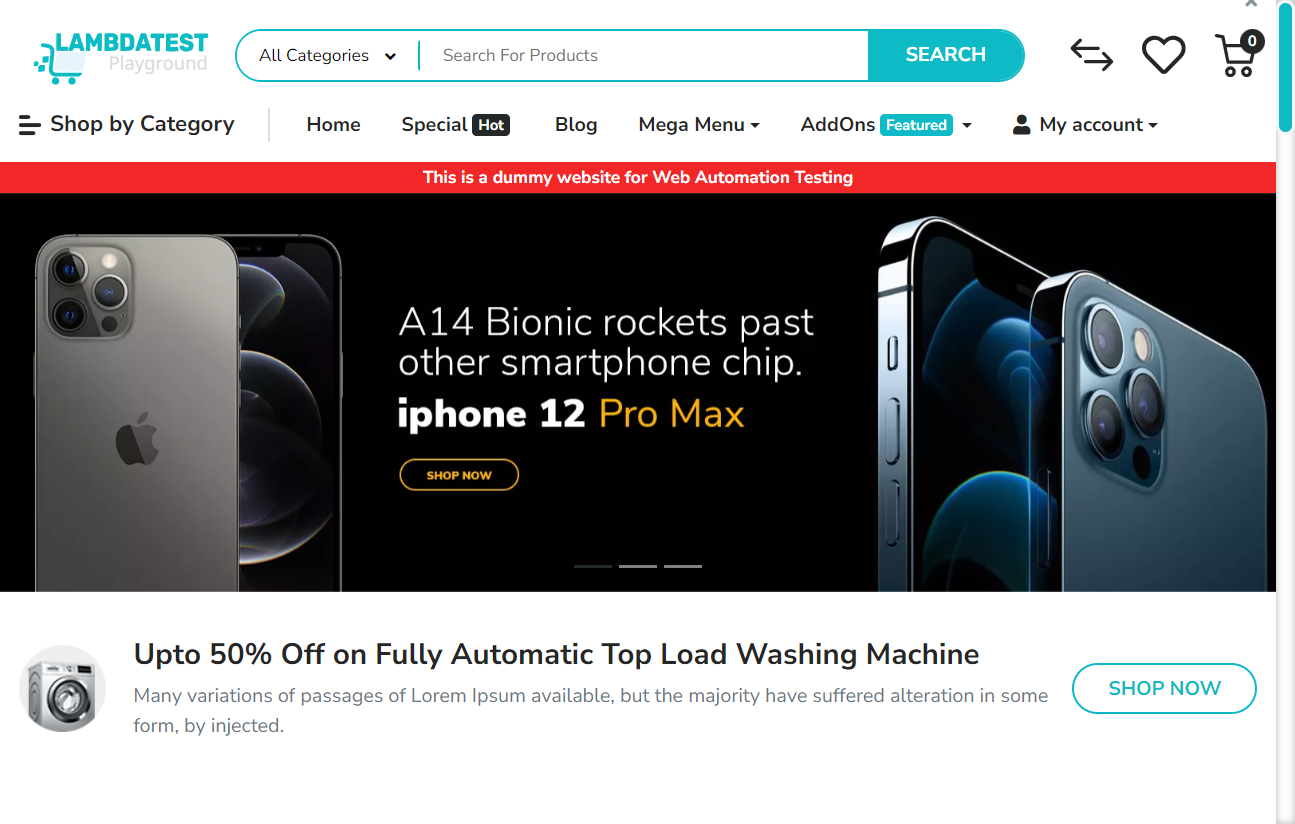 LAMBDATEST
Playground
All Categories
Search For Products
SEARCH
0
Shop by Category
Home
Special Hot
Blog
Mega Menu
AddOns Featured
My account
This is a dummy website for Web Automation Testing
A14 Bionic rockets past
other smartphone chip.
iphone 12 Pro Max
SHOP NOW
Upto 50% Off on Fully Automatic Top Load Washing Machine
Many variations of passages of Lorem Ipsum available, but the majority have suffered alteration in some
form, by injected.
SHOP NOW